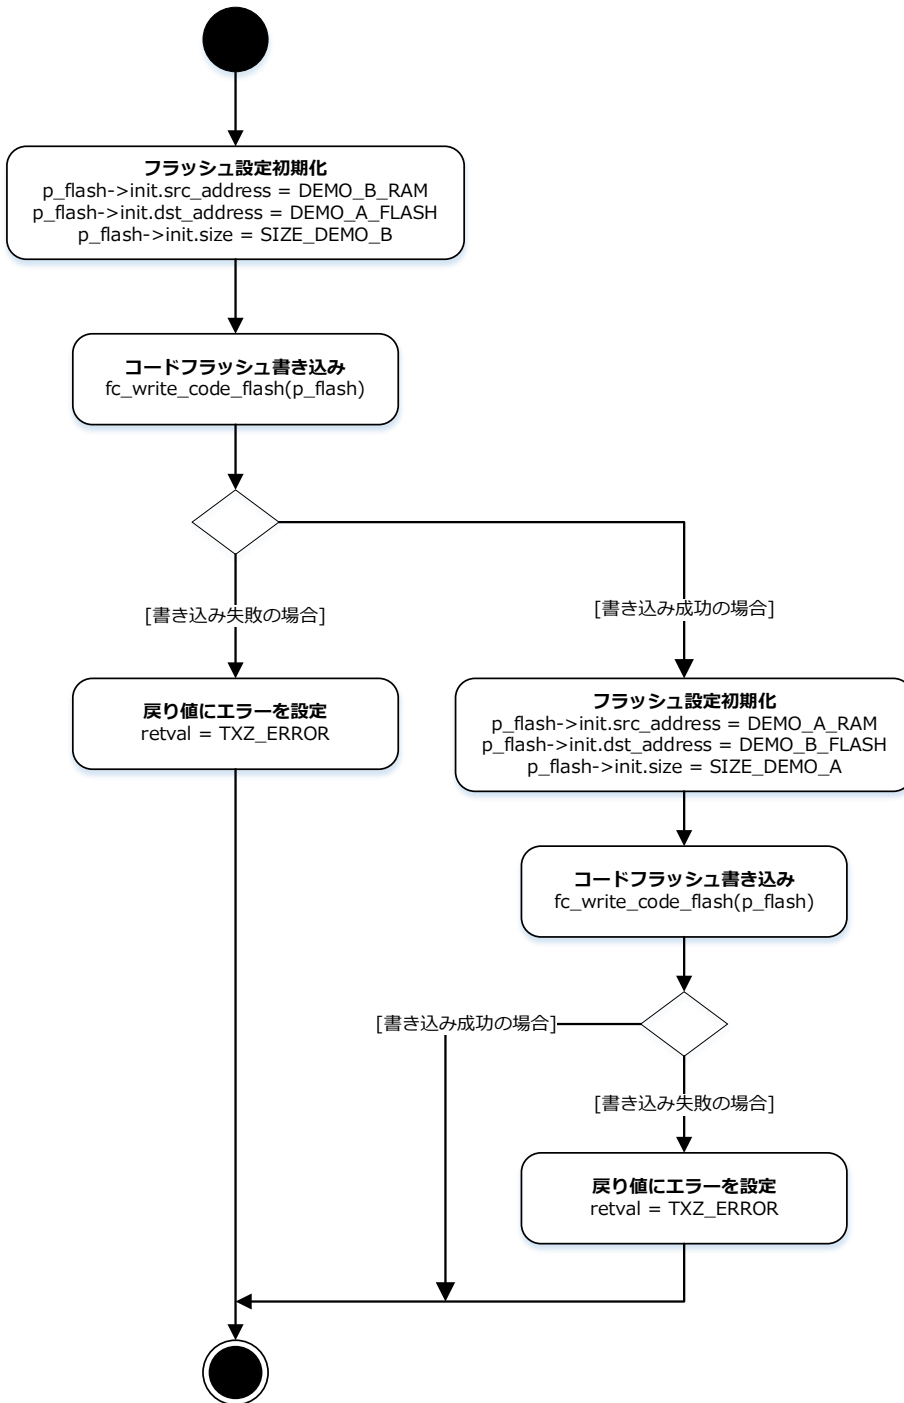 フラッシュ設定初期化
p_flash->init.src_address = DEMO_B_RAM
p_flash->init.dst_address = DEMO_A_FLASH
p_flash->init.size = SIZE_DEMO_B
コードフラッシュ書き込み
fc_write_code_flash(p_flash)
[書き込み失敗の場合]
[書き込み成功の場合]
戻り値にエラーを設定
retval = TXZ_ERROR
フラッシュ設定初期化
p_flash->init.src_address = DEMO_A_RAM
p_flash->init.dst_address = DEMO_B_FLASH
p_flash->init.size = SIZE_DEMO_A
コードフラッシュ書き込み
fc_write_code_flash(p_flash)
[書き込み成功の場合]
[書き込み失敗の場合]
戻り値にエラーを設定
retval = TXZ_ERROR